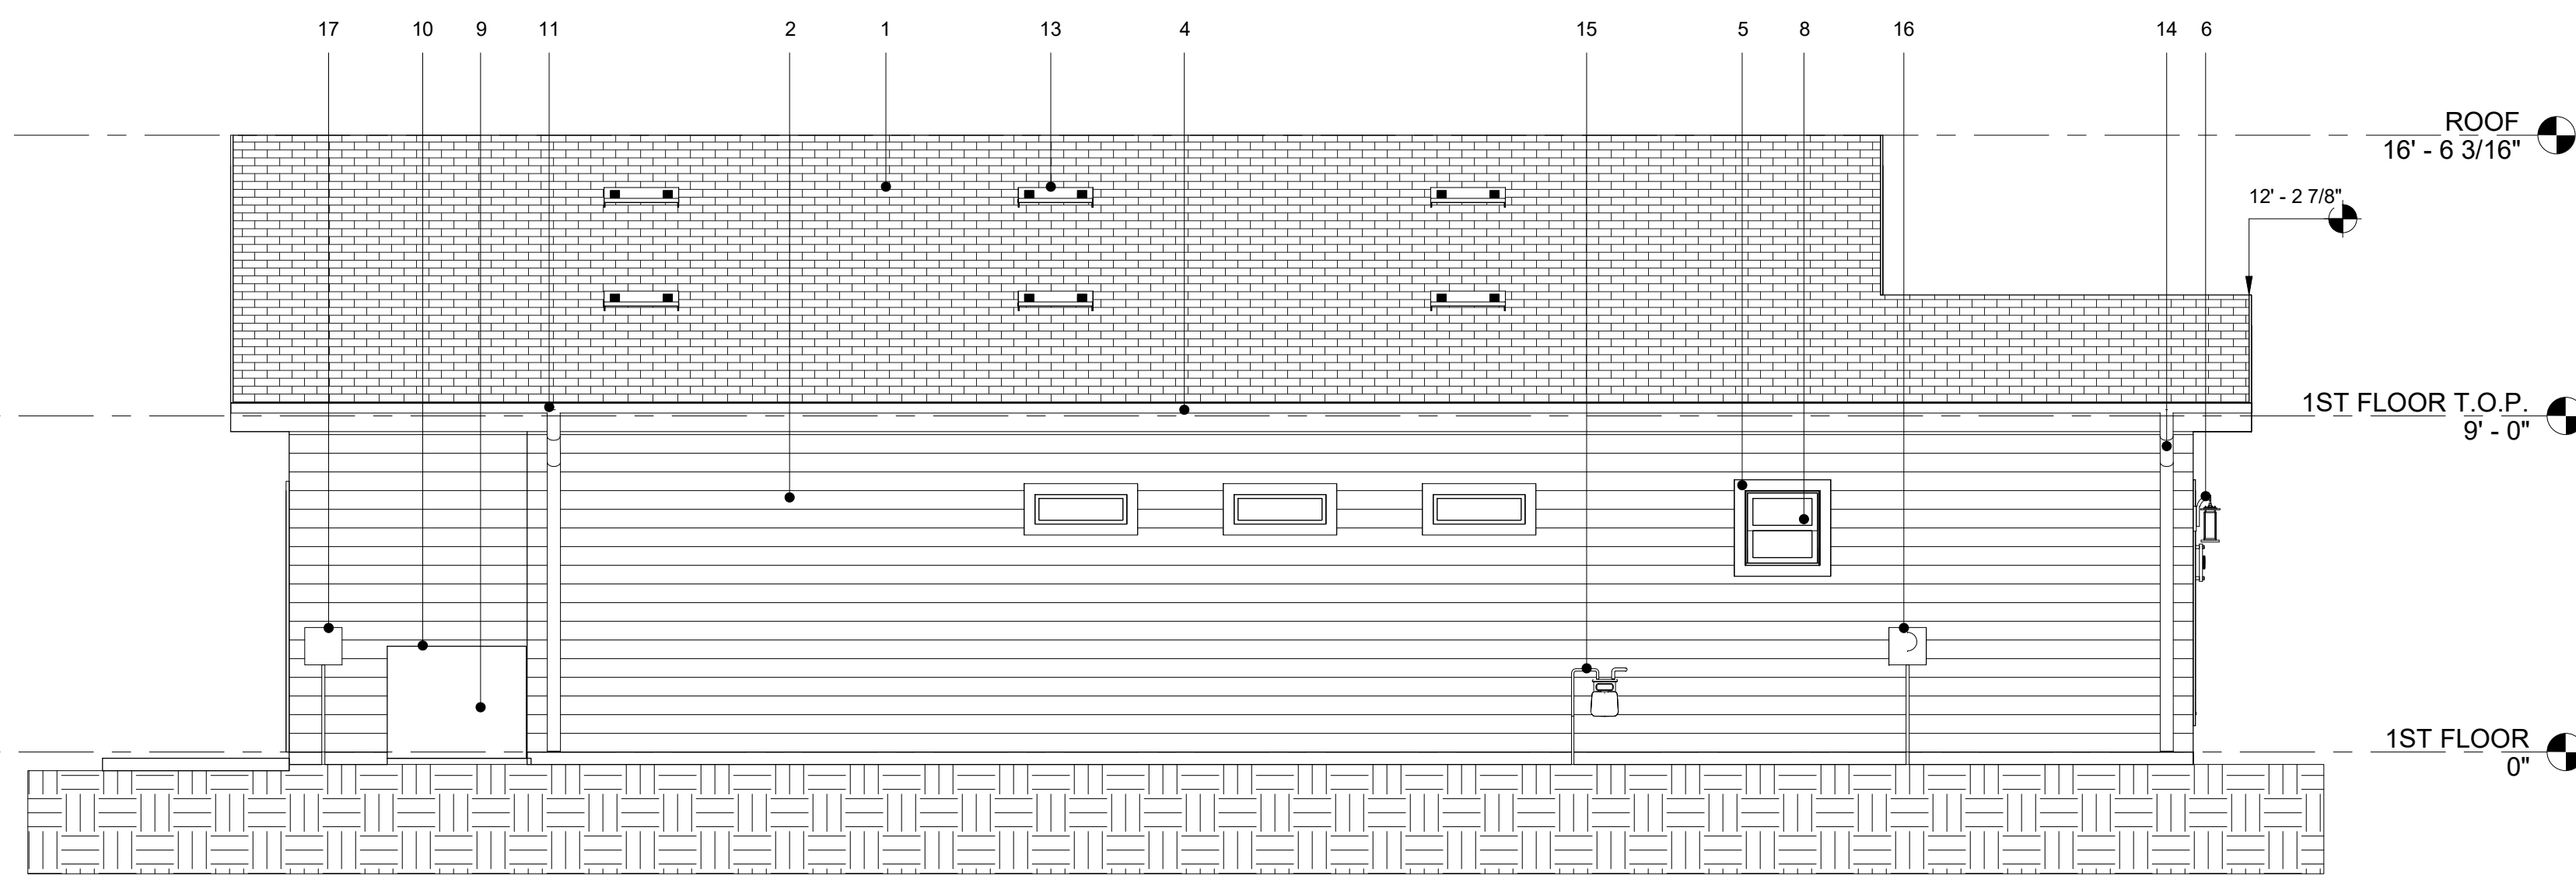 17 10 9 11 2 1 13 4 15 5 8 16 14 6
ROOF
16' - 6 3/16"
12' - 2 7/8"
1ST FLOOR T.O.P.
9' - 0"
1ST FLOOR
0"